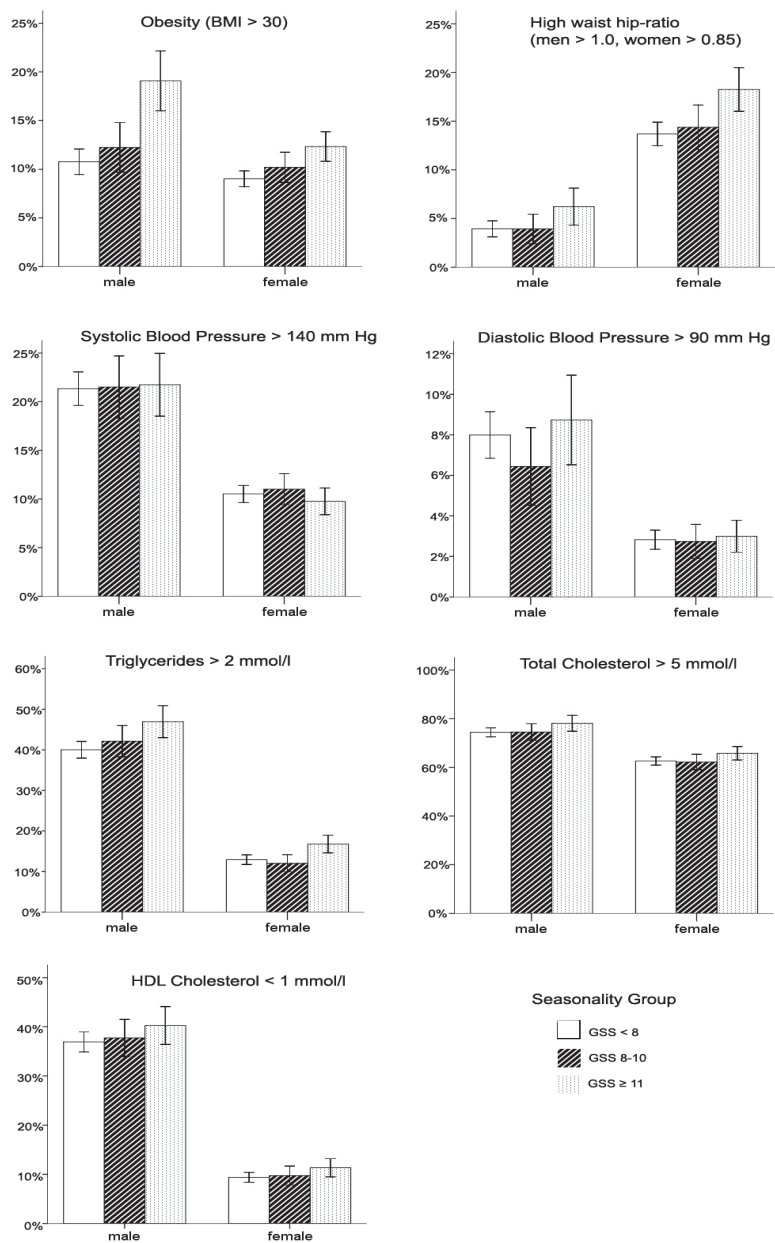 Obesity (BMI > 30)
25%
20%
15%
10%
5%
0%
male
female
High waist hip-ratio
(men > 1.0, women > 0.85)
25%
20%
15%
10%
5%
0%
male
female
Systolic Blood Pressure > 140 mm Hg
25%
20%
15%
10%
5%
0%
male
female
Diastolic Blood Pressure > 90 mm Hg
12%
10%
8%
6%
4%
2%
0%
male
female
Triglycerides > 2 mmol/l
60%
50%
40%
30%
20%
10%
0%
male
female
Total Cholesterol > 5 mmol/l
100%
80%
60%
40%
20%
0%
male
female
HDL Cholesterol < 1 mmol/l
50%
40%
30%
20%
10%
0%
male
female
Seasonality Group
GSS < 8
GSS 8-10
GSS ≥ 11